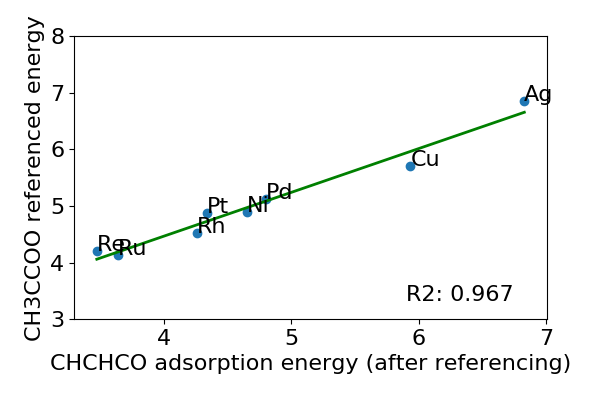 CH3CCOO referenced energy
8
7
6
5
4
3
Ag
Cu
Pd
Pt
Ni
Rh
Re
Ru
R2: 0.967
4
5
6
7
CHCHCO adsorption energy (after referencing)